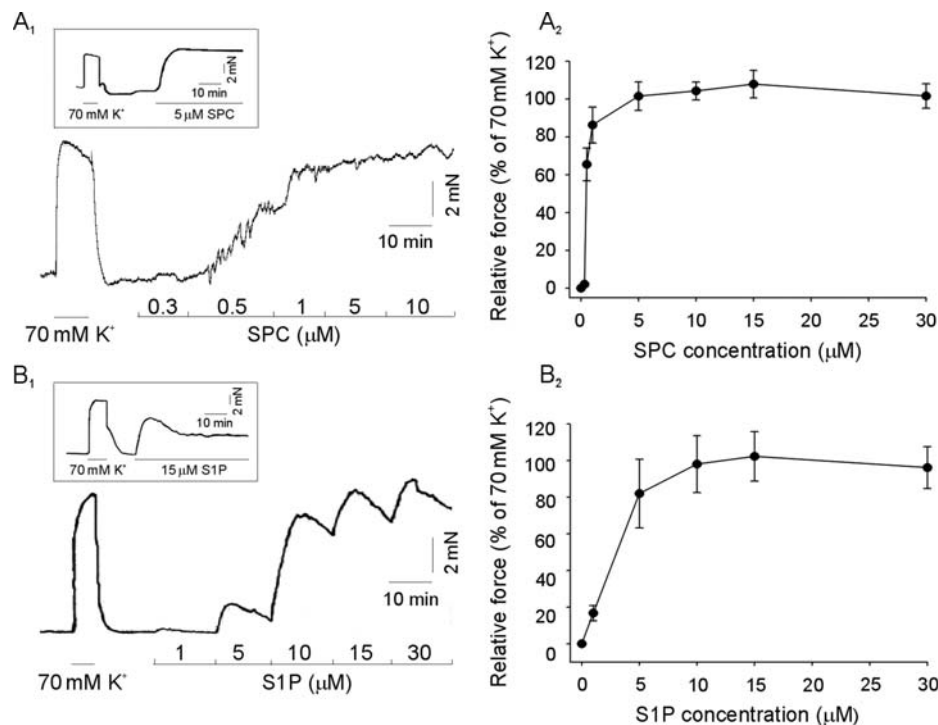 A1
2 mN
10 min
70 mM K+
5 μM SPC
2 mN
10 min
0.3 0.5 1 5 10
70 mM K+ SPC (μM)
A2
Relative force (% of 70 mM K+)
120
100
80
60
40
20
0
0 5 10 15 20 25 30
SPC concentration (μM)
B1
10 min
2 mN
70 mM K+ 15 μM S1P
2 mN
10 min
1 5 10 15 30
70 mM K+ S1P (μM)
B2
Relative force (% of 70 mM K+)
120
100
80
60
40
20
0
0 5 10 15 20 25 30
S1P concentration (μM)